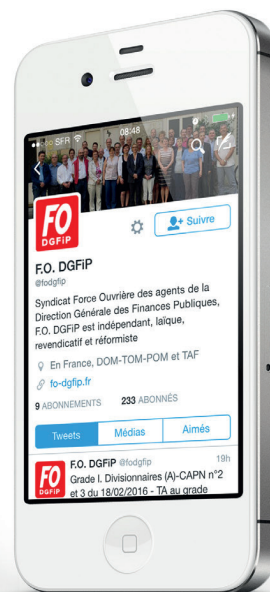 SFR 08:48
FO
DGFiP
Suivre
F.O. DGFiP
@fodgfip
Syndicat Force Ouvrière des agents de la
Direction Générale des Finances Publiques,
F.O. DGFiP est indépendant, laïque,
revendicatif et réformiste
En France, DOM-TOM-POM et TAF
fo-dgfip.fr
9 ABONNEMENTS 233 ABONNÉS
Tweets Médias Aimés
FO
DGFiP
F.O. DGFiP @fodgfip 19h
Grade I. Divisionnaires (A)-CAPN n°2
et 3 du 18/02/2016 - TA au grade